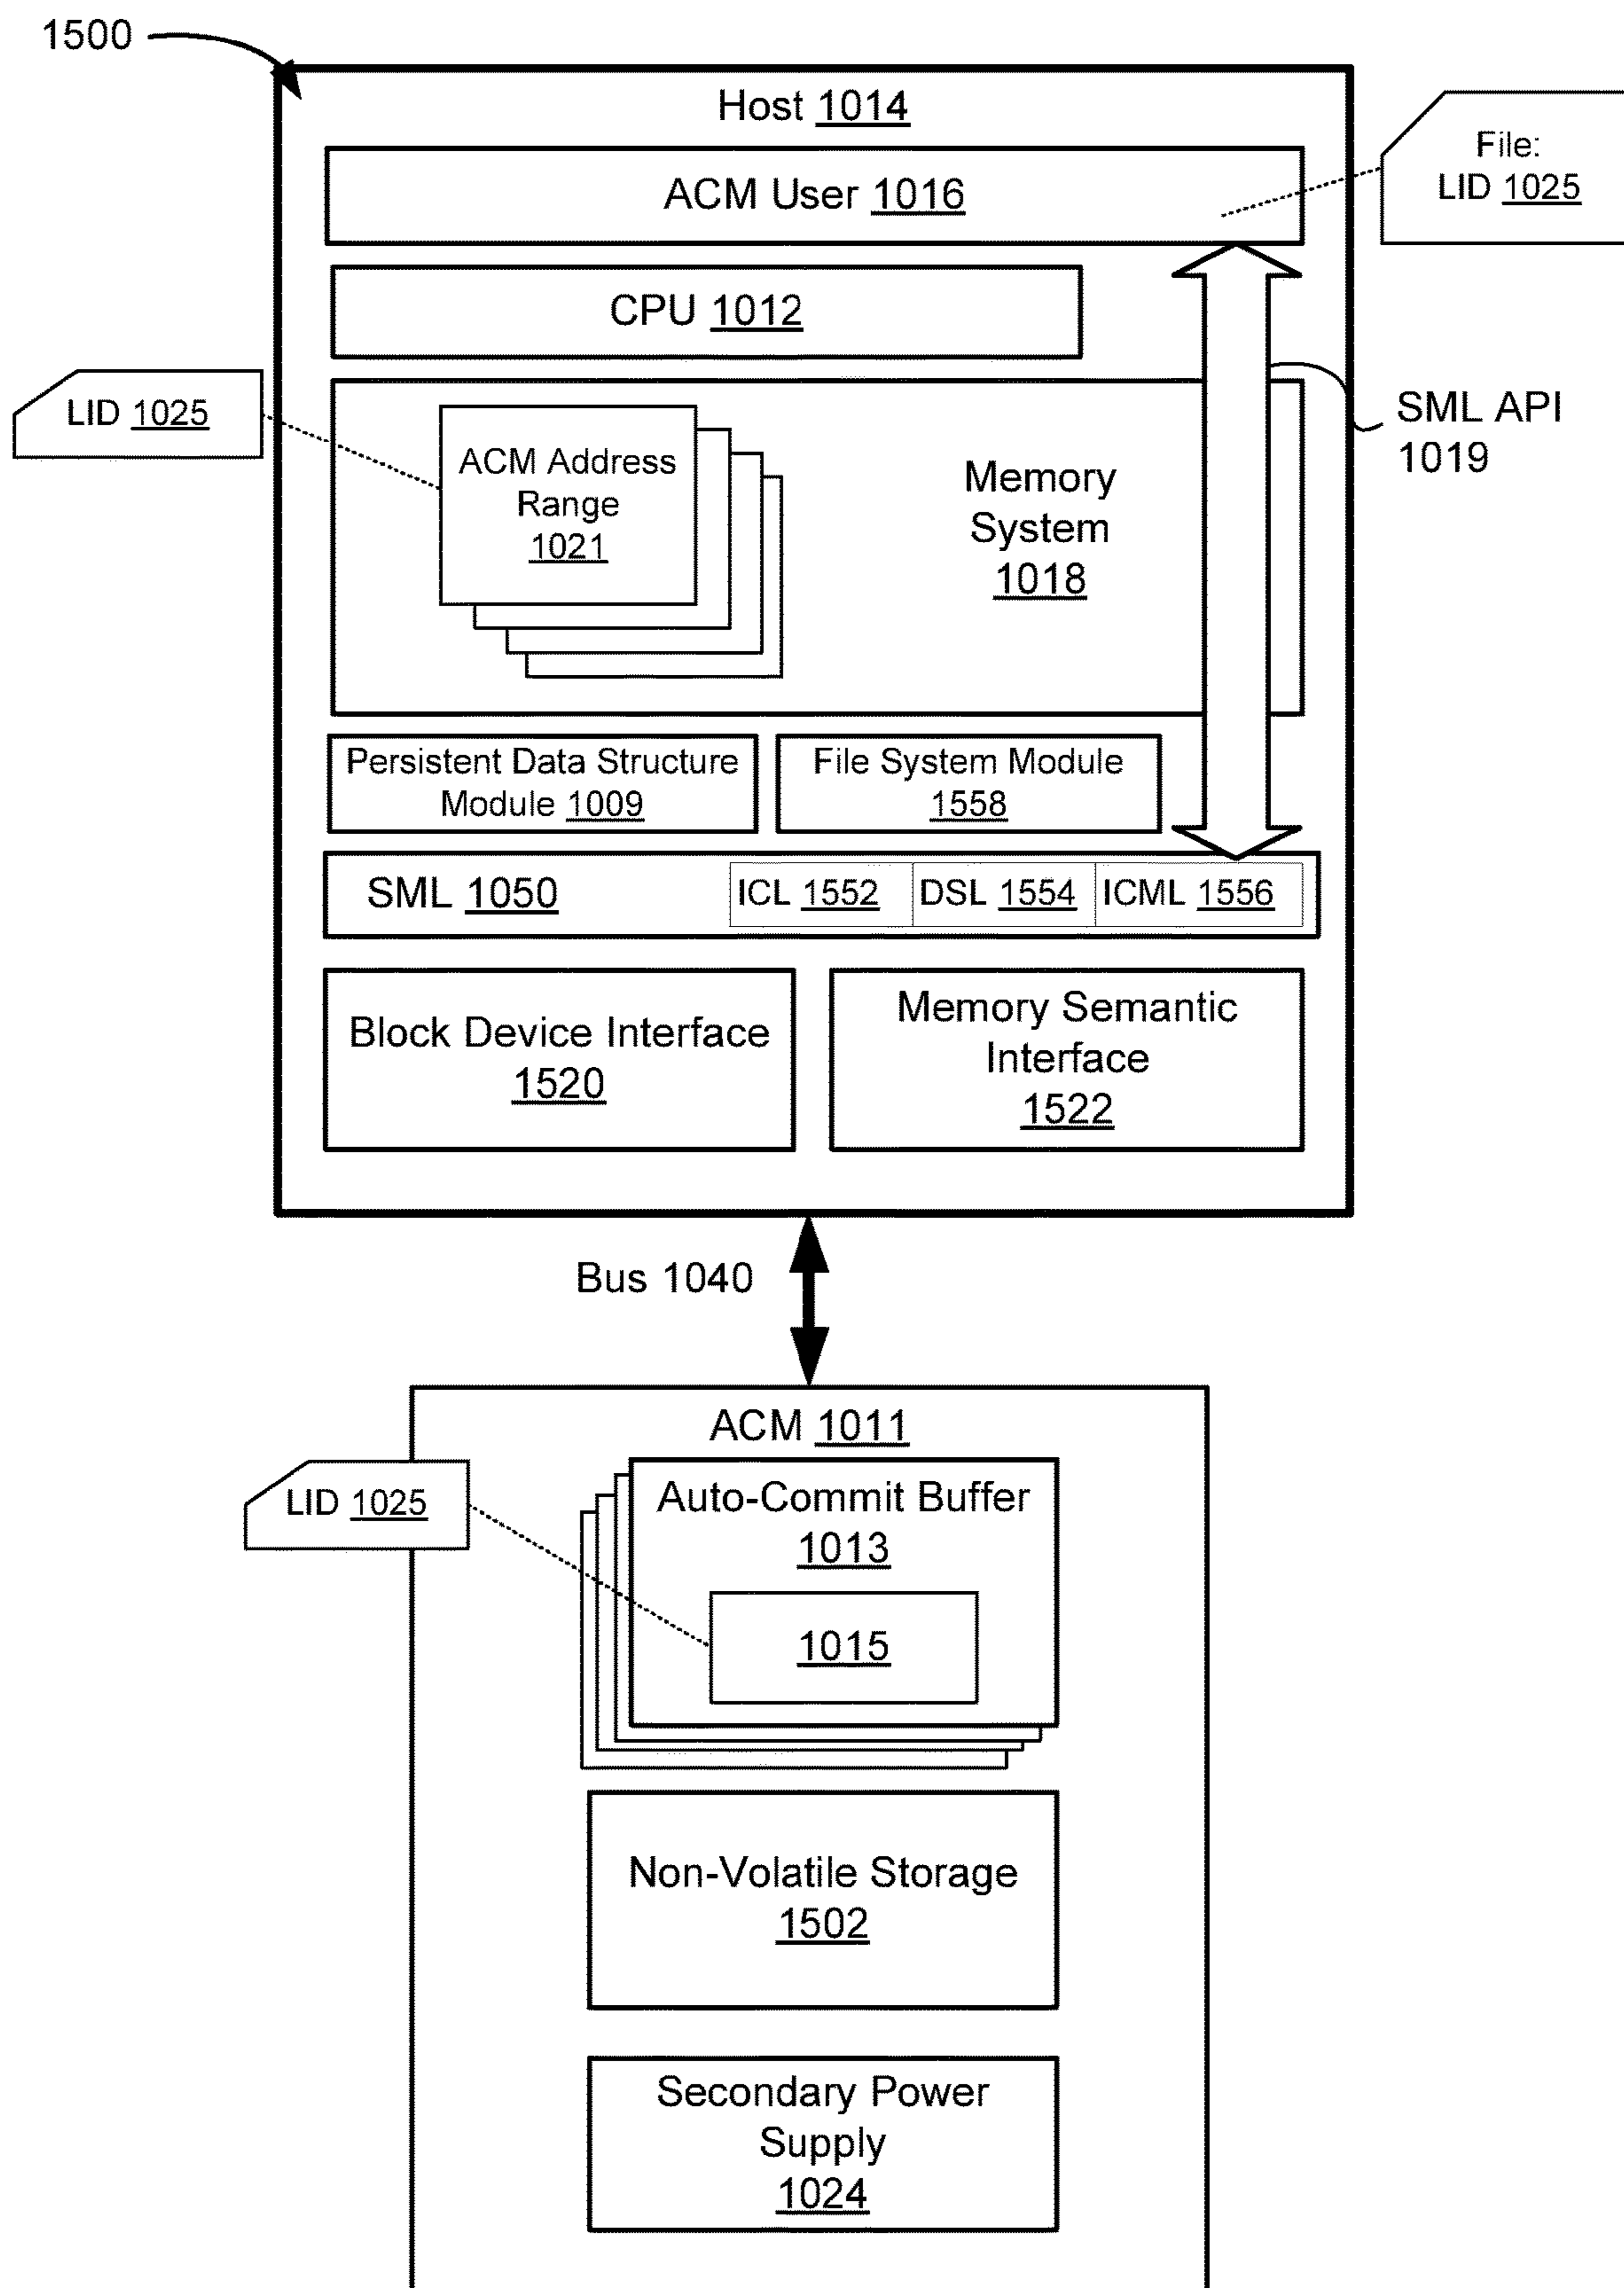 1500
Host 1014
ACM User 1016
File:
LID 1025
CPU 1012
LID 1025
ACM Address
Range
1021
Memory
System
1018
SML API
1019
Persistent Data Structure
Module 1009
File System Module
1558
SML 1050
ICL 1552
DSL 1554
ICML 1556
Block Device Interface
1520
Memory Semantic
Interface
1522
Bus 1040
ACM 1011
LID 1025
Auto-Commit Buffer
1013
1015
Non-Volatile Storage
1502
Secondary Power
Supply
1024